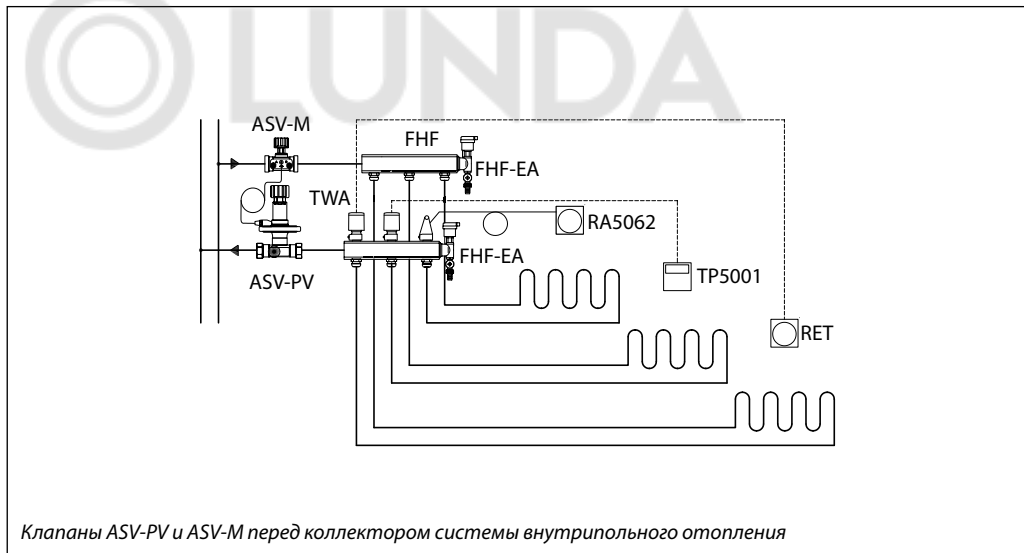 LUNDA
ASV-M
FHF
FHF-EA
TWA
RA5062
FHF-EA
TP5001
ASV-PV
RET
Клапаны ASV-PV и ASV-M перед коллектором системы внутрипольного отопления